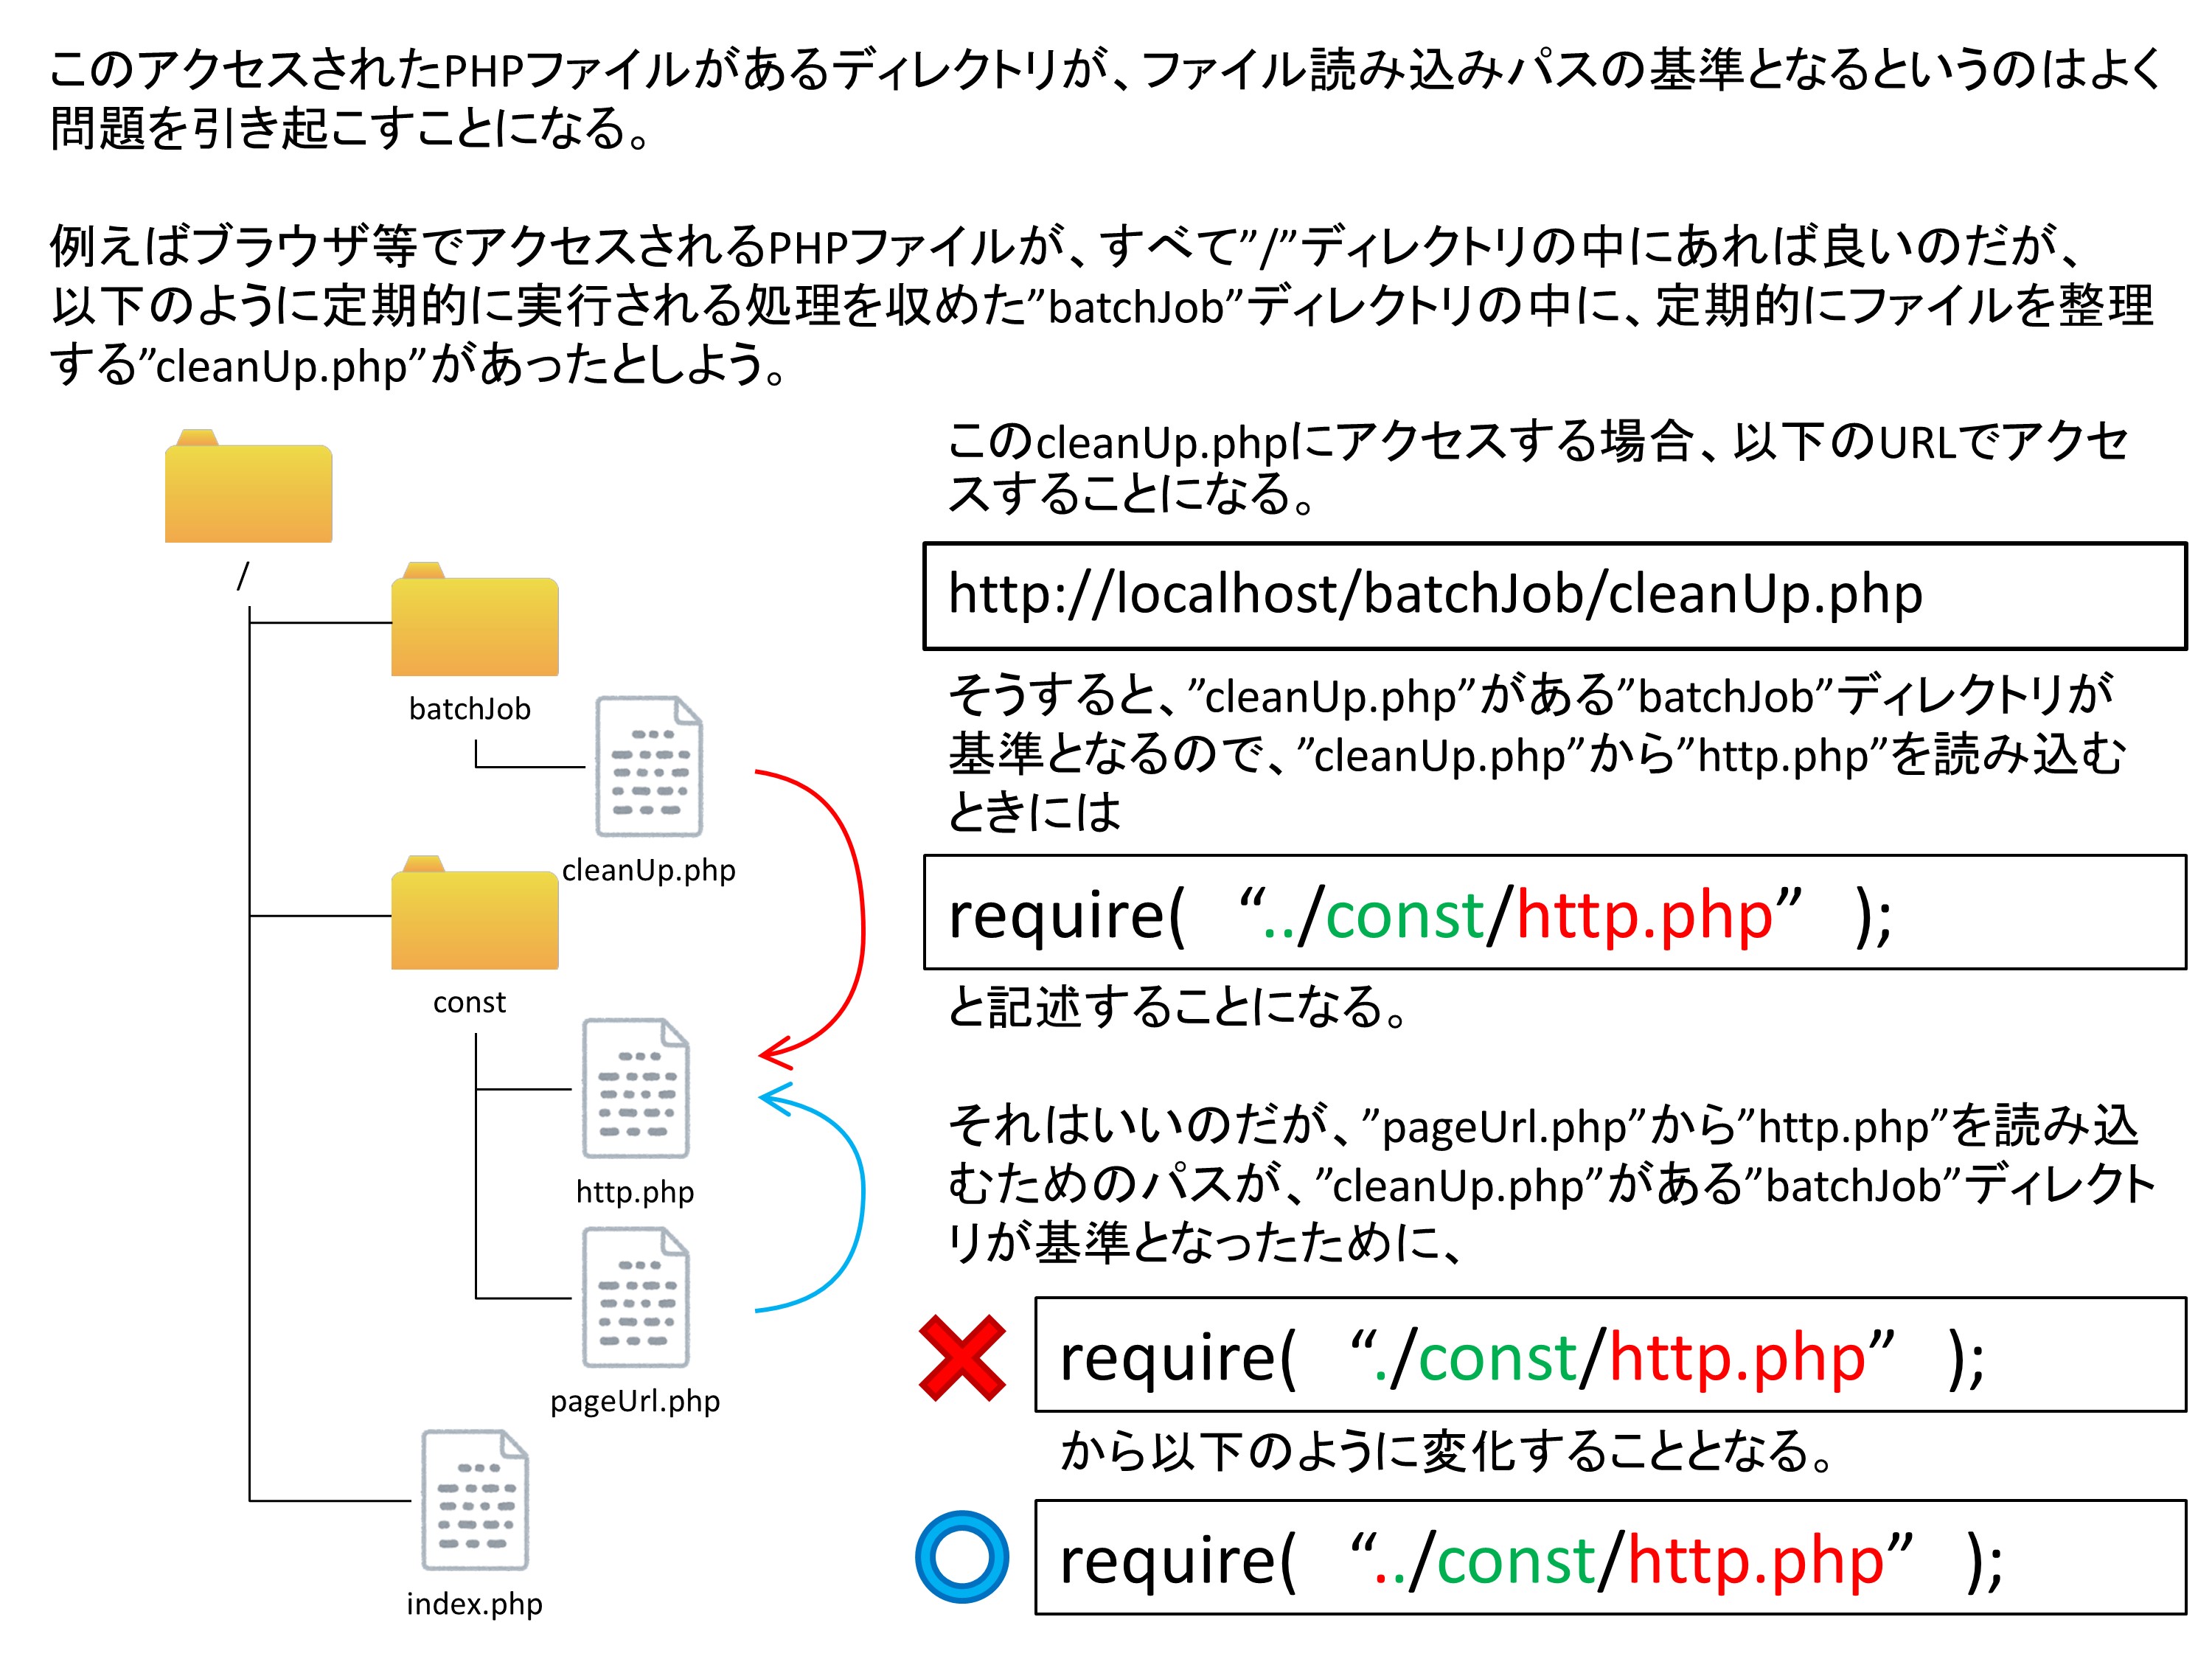 このアクセスされたPHPファイルがあるディレクトリが、ファイル読み込みパスの基準となるというのはよく
問題を引き起こすことになる。
例えばブラウザ等でアクセスされるPHPファイルが、すべて”/”ディレクトリの中にあれば良いのだが、
以下のように定期的に実行される処理を収めた”batchJob”ディレクトリの中に、定期的にファイルを整理
する”cleanUp.php”があったとしよう。
/
batchJob
cleanUp.php
const
http.php
pageUrl.php
index.php
このcleanUp.phpにアクセスする場合、以下のURLでアクセ
スすることになる。
http://localhost/batchJob/cleanUp.php
そうすると、”cleanUp.php”がある”batchJob”ディレクトリが
基準となるので、”cleanUp.php”から”http.php”を読み込む
ときには
require( “../const/http.php” );
と記述することになる。
それはいいのだが、”pageUrl.php”から”http.php”を読み込
むためのパスが、”cleanUp.php”がある”batchJob”ディレクト
リが基準となったために、
require( “./const/http.php” );
から以下のように変化することとなる。
require( “../const/http.php” );